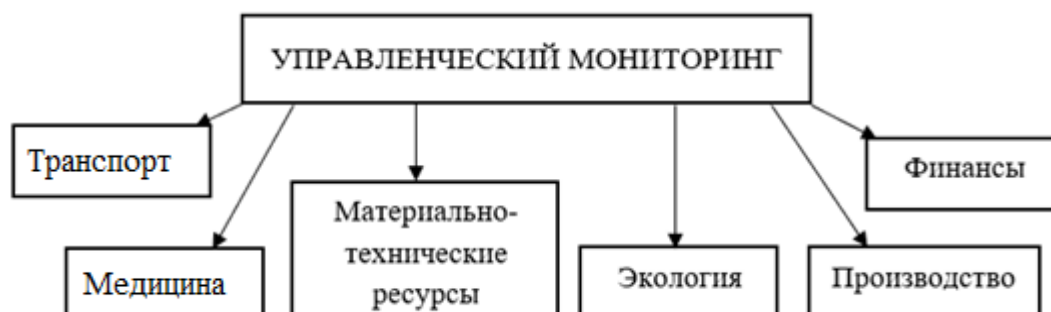 УПРАВЛЕНЧЕСКИЙ МОНИТОРИНГ
Транспорт
Финансы
Материально-
технические
ресурсы
Медицина
Экология
Производство